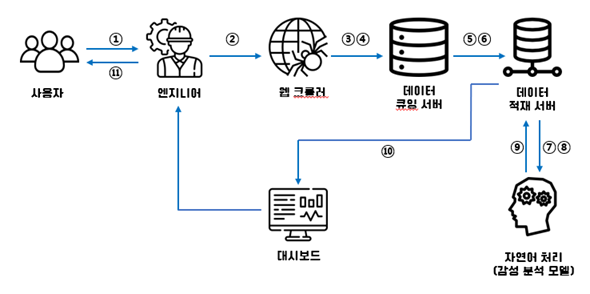 ① ② ③④ ⑤⑥
⑪
사용자 엔지니어 웹 크롤러 데이터 데이터
큐잉 서버 적재 서버
⑩ ⑨ ⑦⑧
대시보드 자연어 처리
(감성 분석 모델)